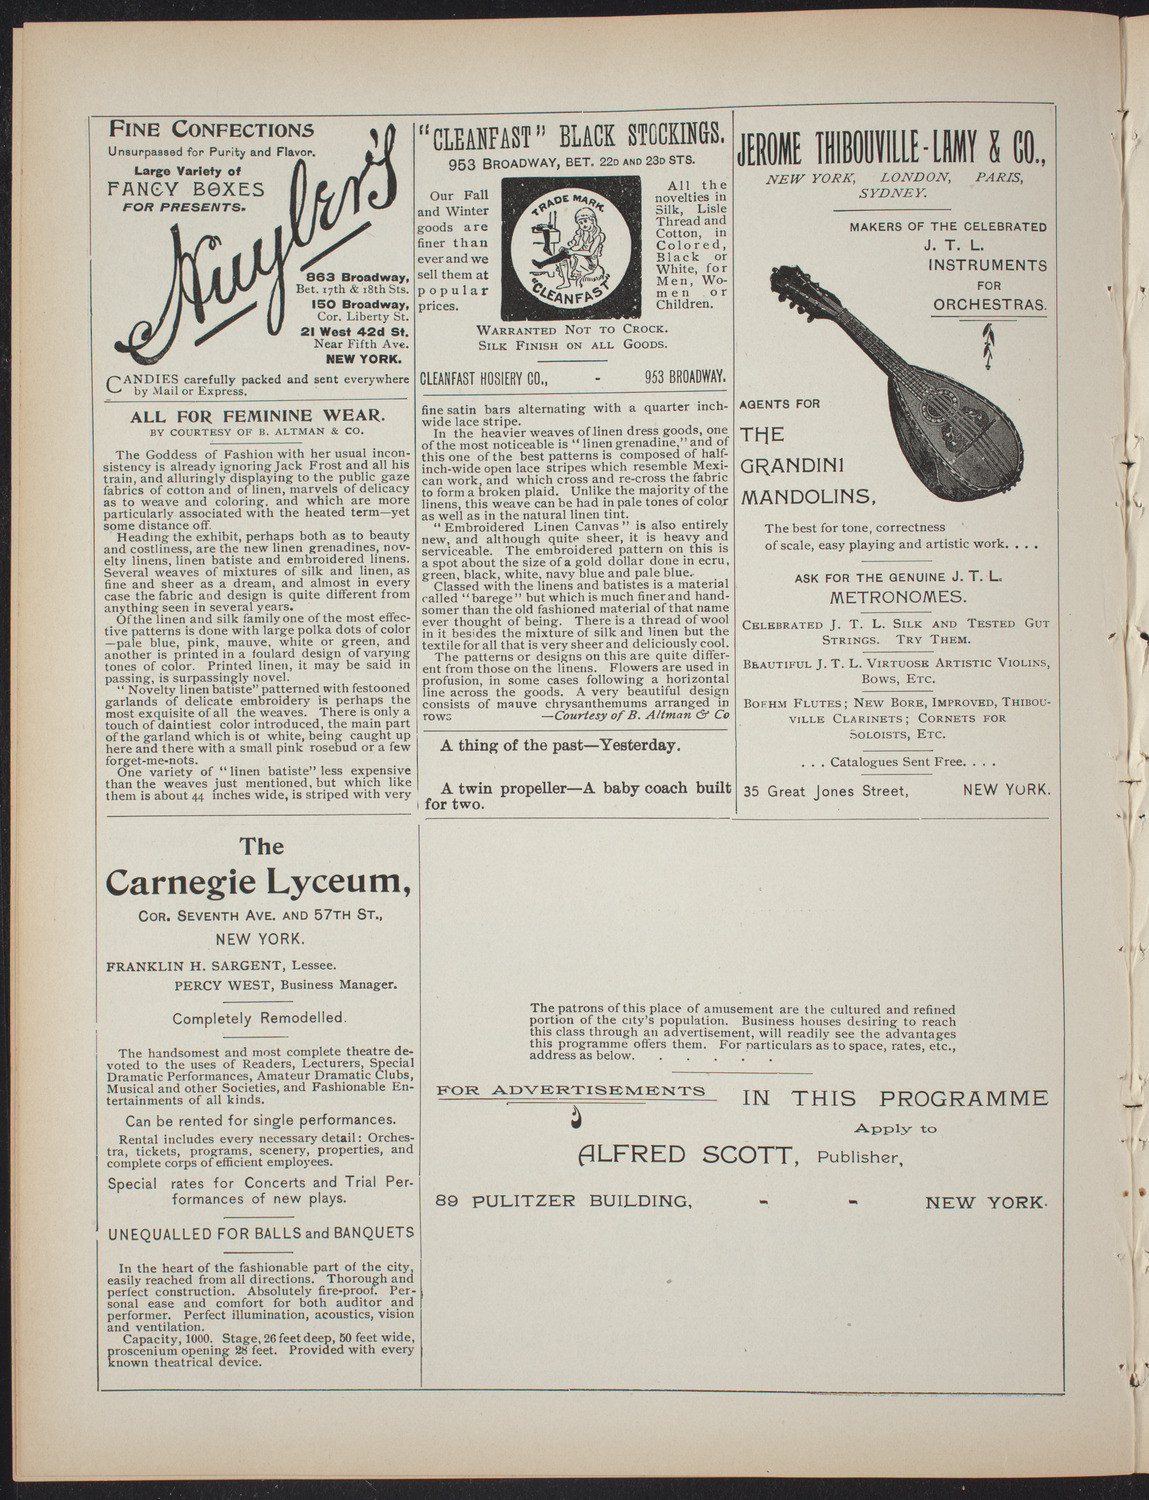 FINE CONFECTIONS
Unsurpassed for Purity and Flavor.
Large Variety of
FANCY BOXES
FOR PRESENTS.
Huyler's
863 Broadway,
Bet. 17th & 18th Sts.
150 Broadway,
Cor. Liberty St.
21 West 42d St.
Near Fifth Ave.
NEW YORK.
CANDIES carefully packed and sent everywhere
by Mail or Express.
ALL FOR FEMININE WEAR.
BY COURTESY OF B. ALTMAN & CO.
The Goddess of Fashion with her usual incon-
sistency is already ignoring Jack Frost and all his
train, and alluringly displaying to the public gaze
fabrics of cotton and of linen, marvels of delicacy
as to weave and coloring, and which are more
particularly associated with the heated term—yet
some distance off.
Heading the exhibit, perhaps both as to beauty
and costliness, are the new linen grenadines, nov-
elty linens, linen batiste and embroidered linens.
Several weaves of mixtures of silk and linen, as
fine and sheer as a dream, and almost in every
case the fabric and design is quite different from
anything seen in several years.
Of the linen and silk family one of the most effec-
tive patterns is done with large polka dots of color
—pale blue, pink, mauve, white or green, and
another is printed in a foulard design of varying
tones of color. Printed linen, it may be said in
passing, is surpassingly novel.
"Novelty linen batiste" patterned with festooned
garlands of delicate embroidery is perhaps the
most exquisite of all the weaves. There is only a
touch of daintiest color introduced, the main part
of the garland which is of white, being caught up
here and there with a small pink rosebud or a few
forget-me-nots.
One variety of "linen batiste" less expensive
than the weaves just mentioned, but which like
them is about 44 inches wide, is striped with very
"CLEANFAST" BLACK STOCKINGS.
953 BROADWAY, BET. 22D AND 23D STS.
Our Fall
and Winter
goods are
finer than
ever and we
sell them at
popular
prices.
TRADE MARK.
"CLEANFAST"
All the
novelties in
Silk, Lisle
Thread and
Cotton, in
Colored,
Black or
White, for
Men, Wo-
men or
Children.
WARRANTED NOT TO CROCK.
SILK FINISH ON ALL GOODS.
CLEANFAST HOSIERY CO., - 953 BROADWAY.
fine satin bars alternating with a quarter inch-
wide lace stripe.
In the heavier weaves of linen dress goods, one
of the most noticeable is "linen grenadine," and of
this one of the best patterns is composed of half-
inch-wide open lace stripes which resemble Mexi-
can work, and which cross and re-cross the fabric
to form a broken plaid. Unlike the majority of the
linens, this weave can be had in pale tones of color
as well as in the natural linen tint.
"Embroidered Linen Canvas" is also entirely
new, and although quite sheer, it is heavy and
serviceable. The embroidered pattern on this is
a spot about the size of a gold dollar done in ecru,
green, black, white, navy blue and pale blue.
Classed with the linens and batistes is a material
called "barege" but which is much finer and hand-
somer than the old fashioned material of that name
ever thought of being. There is a thread of wool
in it besides the mixture of silk and linen but the
textile for all that is very sheer and deliciously cool.
The patterns or designs on this are quite differ-
ent from those on the linens. Flowers are used in
profusion, in some cases following a horizontal
line across the goods. A very beautiful design
consists of mauve chrysanthemums arranged in
rows —Courtesy of B. Altman & Co
A thing of the past—Yesterday.
A twin propeller—A baby coach built
for two.
JEROME THIBOUVILLE-LAMY & CO.,
NEW YORK, LONDON, PARIS,
SYDNEY.
MAKERS OF THE CELEBRATED
J. T. L.
INSTRUMENTS
FOR
ORCHESTRAS.
AGENTS FOR
THE
GRANDINI
MANDOLINS,
The best for tone, correctness
of scale, easy playing and artistic work. . . .
ASK FOR THE GENUINE J. T. L.
METRONOMES.
CELEBRATED J. T. L. SILK AND TESTED GUT
STRINGS. TRY THEM.
BEAUTIFUL J. T. L. VIRTUOSE ARTISTIC VIOLINS,
BOWS, ETC.
BOEHM FLUTES; NEW BORE, IMPROVED, THIBOU-
VILLE CLARINETS; CORNETS FOR
SOLOISTS, ETC.
. . . Catalogues Sent Free. . . .
35 Great Jones Street, NEW YORK.
The
Carnegie Lyceum,
COR. SEVENTH AVE. AND 57TH ST.,
NEW YORK.
FRANKLIN H. SARGENT, Lessee.
PERCY WEST, Business Manager.
Completely Remodelled.
The handsomest and most complete theatre de-
voted to the uses of Readers, Lecturers, Special
Dramatic Performances, Amateur Dramatic Clubs,
Musical and other Societies, and Fashionable En-
tertainments of all kinds.
Can be rented for single performances.
Rental includes every necessary detail: Orches-
tra, tickets, programs, scenery, properties, and
complete corps of efficient employees.
Special rates for Concerts and Trial Per-
formances of new plays.
UNEQUALLED FOR BALLS and BANQUETS
In the heart of the fashionable part of the city,
easily reached from all directions. Thorough and
perfect construction. Absolutely fire-proof. Per-
sonal ease and comfort for both auditor and
performer. Perfect illumination, acoustics, vision
and ventilation.
Capacity, 1000. Stage, 26 feet deep, 50 feet wide,
proscenium opening 28 feet. Provided with every
known theatrical device.
The patrons of this place of amusement are the cultured and refined
portion of the city's population. Business houses desiring to reach
this class through an advertisement, will readily see the advantages
this programme offers them. For particulars as to space, rates, etc.,
address as below. . . . . .
FOR ADVERTISEMENTS IN THIS PROGRAMME
Apply to
ALFRED SCOTT, Publisher,
89 PULITZER BUILDING, - - NEW YORK.